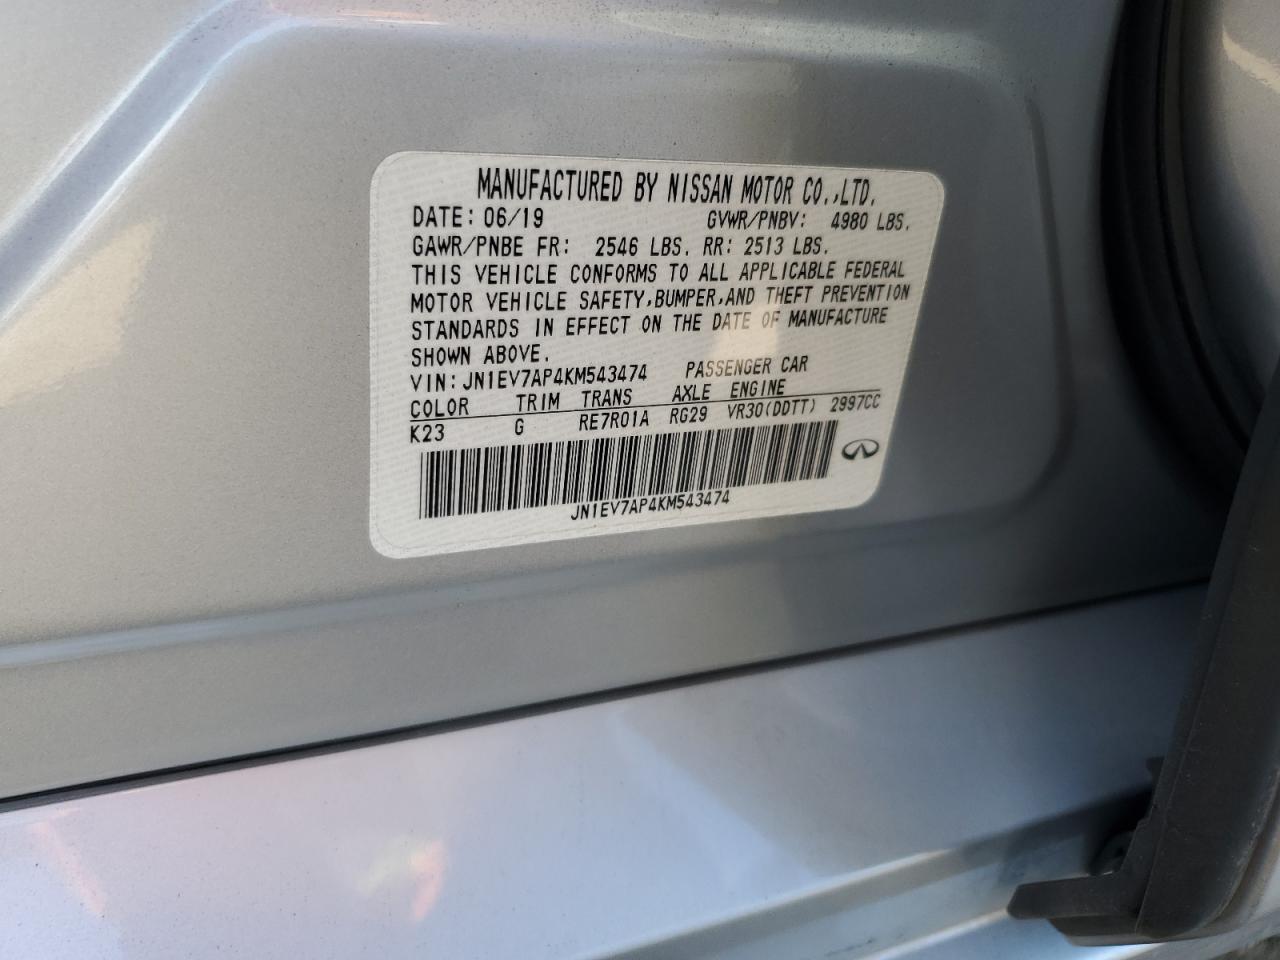 MANUFACTURED BY NISSAN MOTOR CO.,LTD.
DATE: 06/19 GVWR/PNBV: 4980 LBS.
GAWR/PNBE FR: 2546 LBS. RR: 2513 LBS.
THIS VEHICLE CONFORMS TO ALL APPLICABLE FEDERAL
MOTOR VEHICLE SAFETY,BUMPER,AND THEFT PREVENTION
STANDARDS IN EFFECT ON THE DATE OF MANUFACTURE
SHOWN ABOVE.
VIN: JN1EV7AP4KM543474 PASSENGER CAR
COLOR TRIM TRANS AXLE ENGINE
K23 G RE7R01A RG29 VR30(DDTT) 2997CC
JN1EV7AP4KM543474